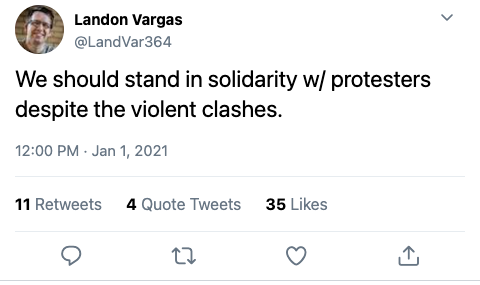 Landon Vargas
@LandVar364
We should stand in solidarity w/ protesters
despite the violent clashes.
12:00 PM · Jan 1, 2021
11 Retweets 4 Quote Tweets 35 Likes